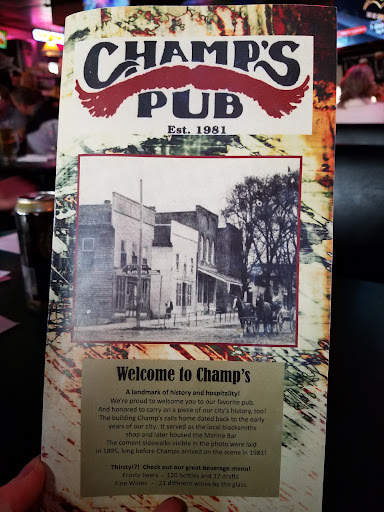 CHAMP'S
PUB
Est. 1981
Welcome to Champ's
A landmark of history and hospitality!
We're proud to welcome you to our favorite pub.
And honored to carry on a piece of our city's history, too!
The building Champ's calls home dated back to the early
years of our city. It served as the local blacksmiths
shop and later housed the Marine Bar
The cement sidewalks visible in the photo were laid
in 1895, long before Champs arrived on the scene in 1981!
Thirsty!?! Check out our great beverage menu!
Frosty beers - 120 bottles and 37 drafts
Fine Wines - 21 different wines by the glass